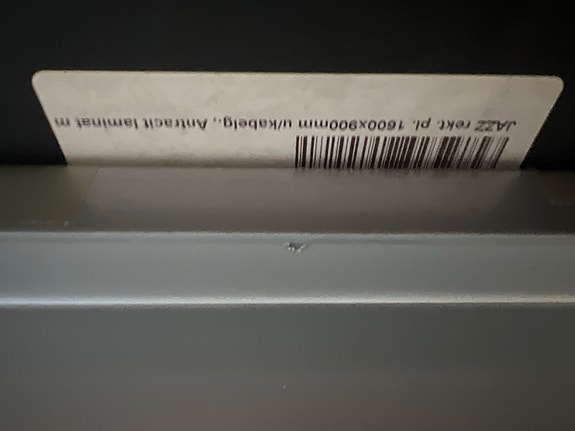 JAZZ rekt. pl. 1600x900mm u/kabelg., Antracit laminat m